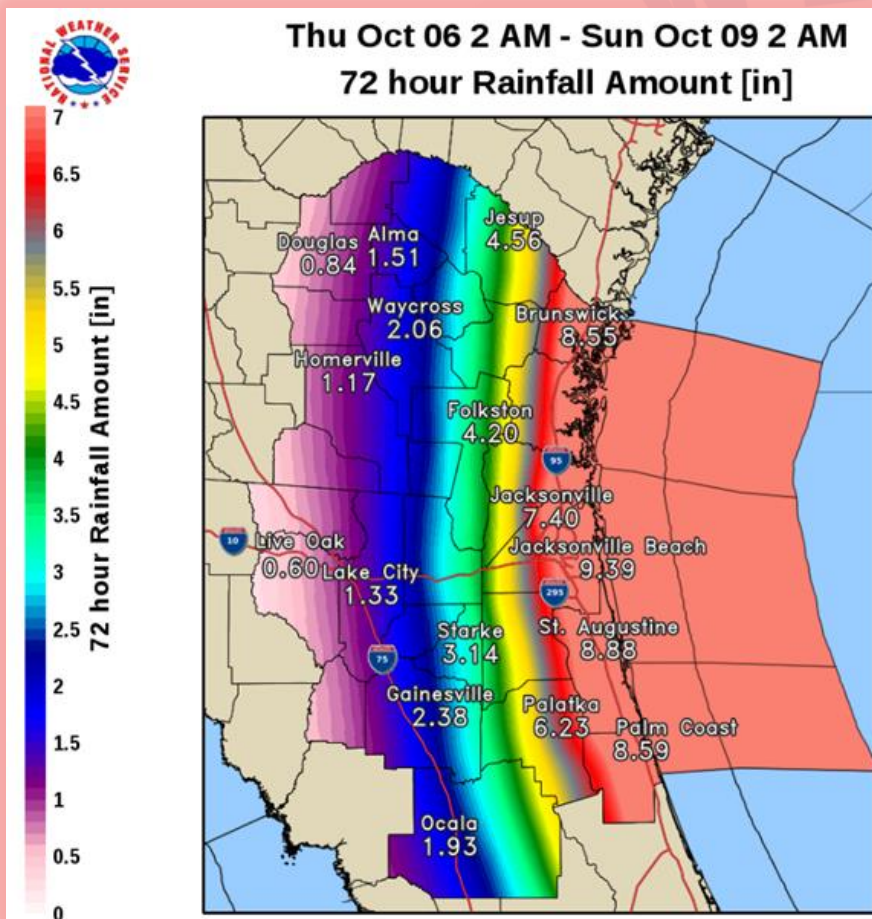 NATIONAL WEATHER SERVICE
Thu Oct 06 2 AM - Sun Oct 09 2 AM
72 hour Rainfall Amount [in]
72 hour Rainfall Amount [in]
7
6.5
6
5.5
5
4.5
4
3.5
3
2.5
2
1.5
1
0.5
0
Jesup
4.56
Alma
1.51
Douglas
0.84
Waycross
2.06
Brunswick
8.55
Homerville
1.17
Folkston
4.20
95
Jacksonville
7.40
10
Live Oak
0.60
Jacksonville Beach
9.39
Lake City
1.33
295
Starke
3.14
St. Augustine
8.88
75
Gainesville
2.38
Palatka
6.23
Palm Coast
8.59
Ocala
1.93